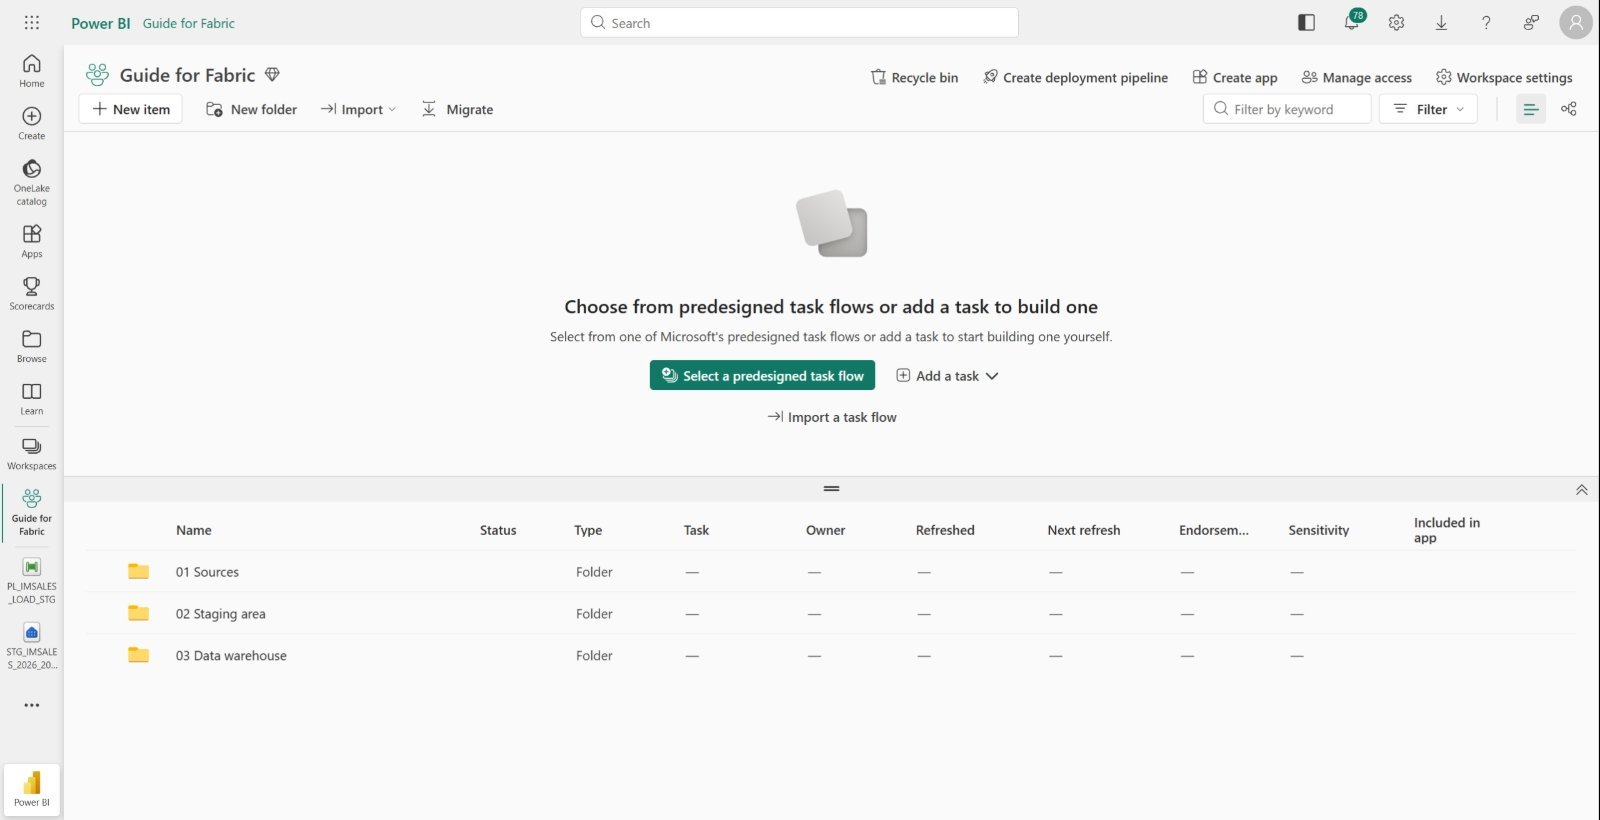 Power BI Guide for Fabric
Search
78
Home
Create
OneLake
catalog
Apps
Scorecards
Browse
Learn
Workspaces
Guide for
Fabric
PL_IMSALES
_LOAD_STG
STG_IMSALE
S_2026_20...
Power BI
Guide for Fabric
Recycle bin Create deployment pipeline Create app Manage access Workspace settings
New item New folder Import Migrate
Filter by keyword Filter
Choose from predesigned task flows or add a task to build one
Select from one of Microsoft's predesigned task flows or add a task to start building one yourself.
Select a predesigned task flow Add a task
Import a task flow
Name Status Type Task Owner Refreshed Next refresh Endorsem... Sensitivity Included in
app
01 Sources Folder — — — — — —
02 Staging area Folder — — — — — —
03 Data warehouse Folder — — — — — —